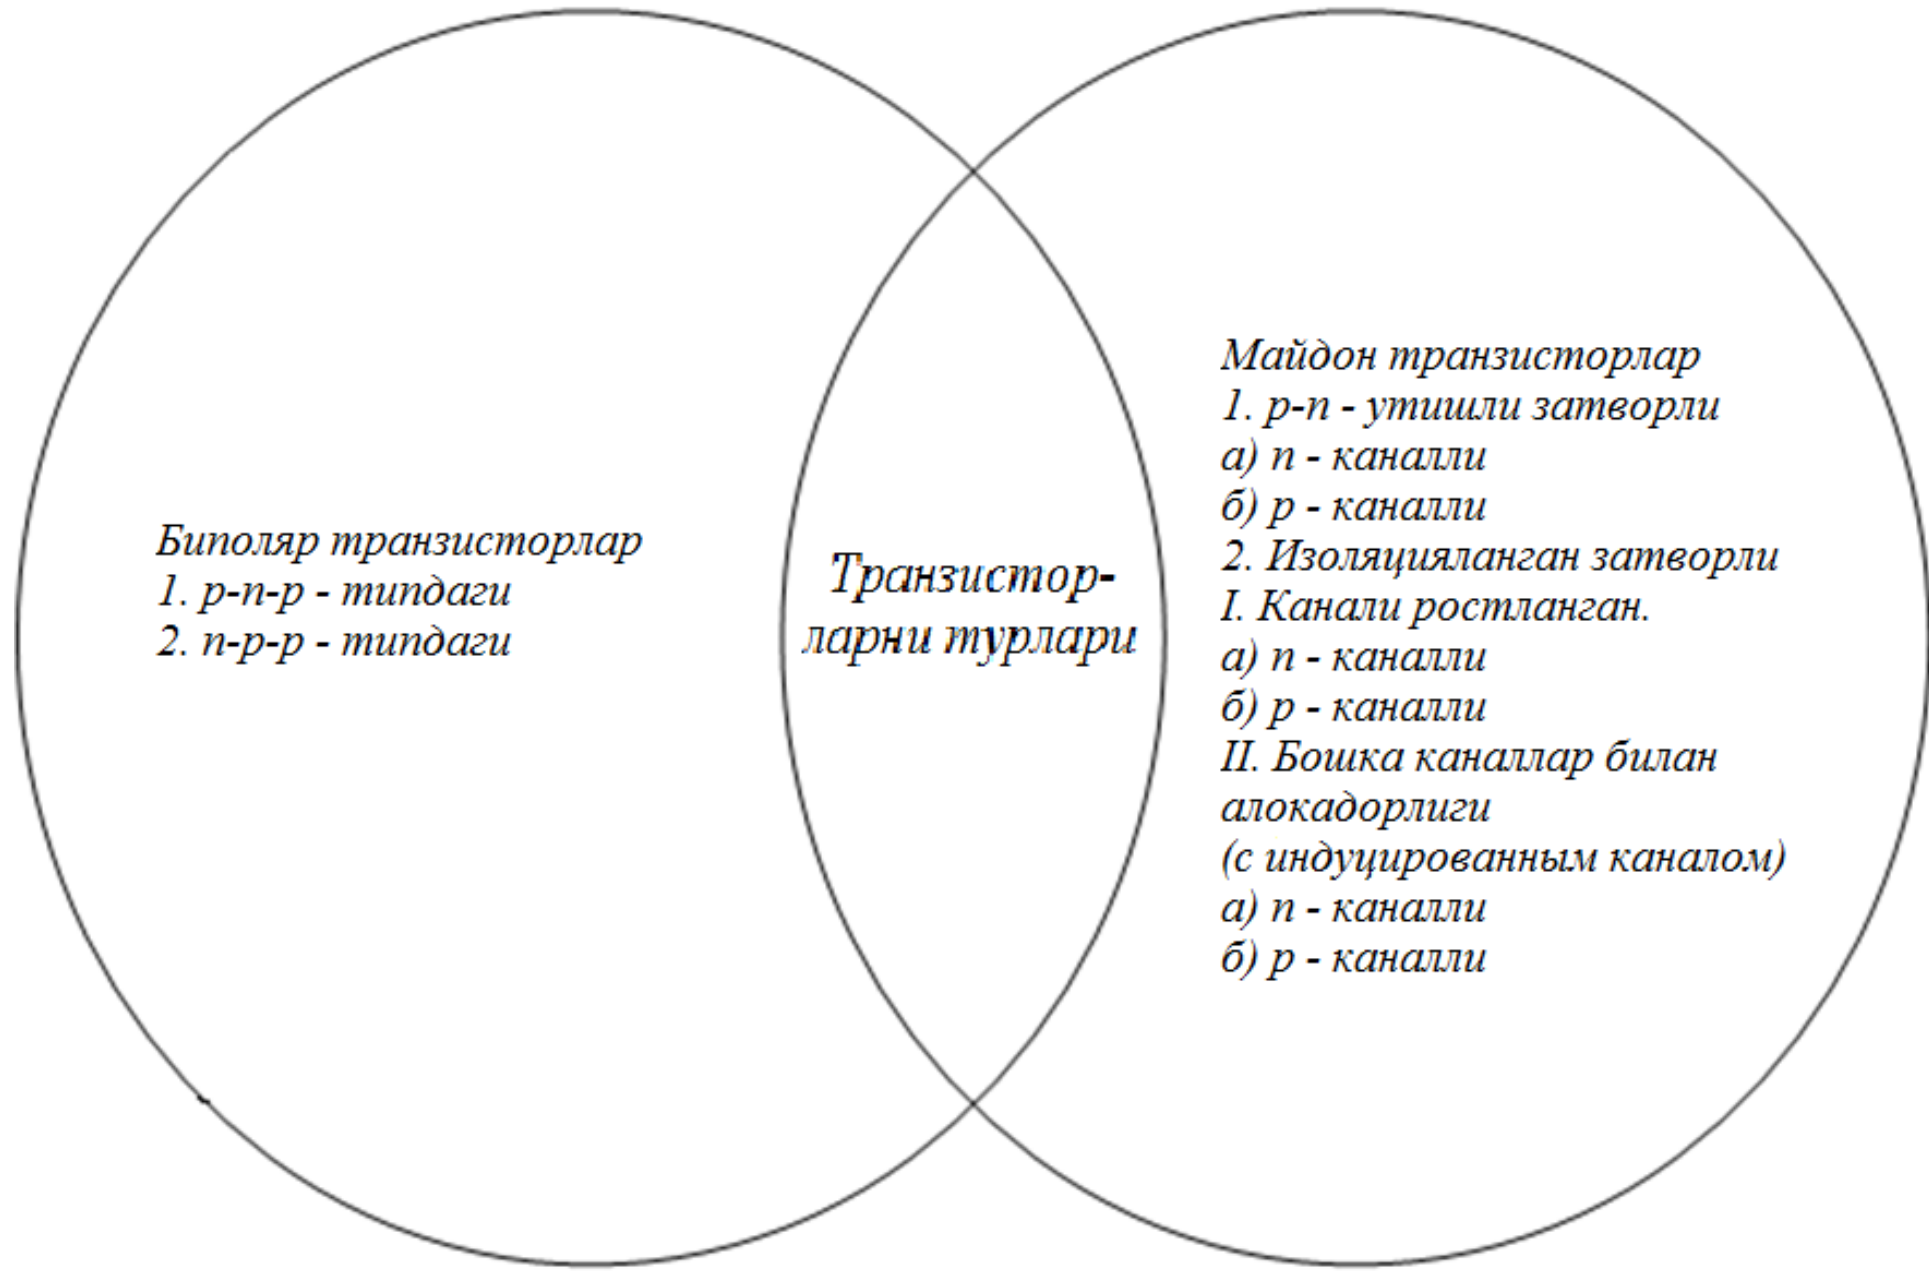 Биполяр транзисторлар
1. p-n-p - типдаги
2. n-p-p - типдаги
Транзистор-
ларни турлари
Майдон транзисторлар
1. p-n - утишли затворли
а) n - каналли
б) p - каналли
2. Изоляцияланган затворли
I. Канали ростланган.
а) n - каналли
б) p - каналли
II. Бошка каналлар билан
алокадорлиги
(с индуцированным каналом)
а) n - каналли
б) p - каналли